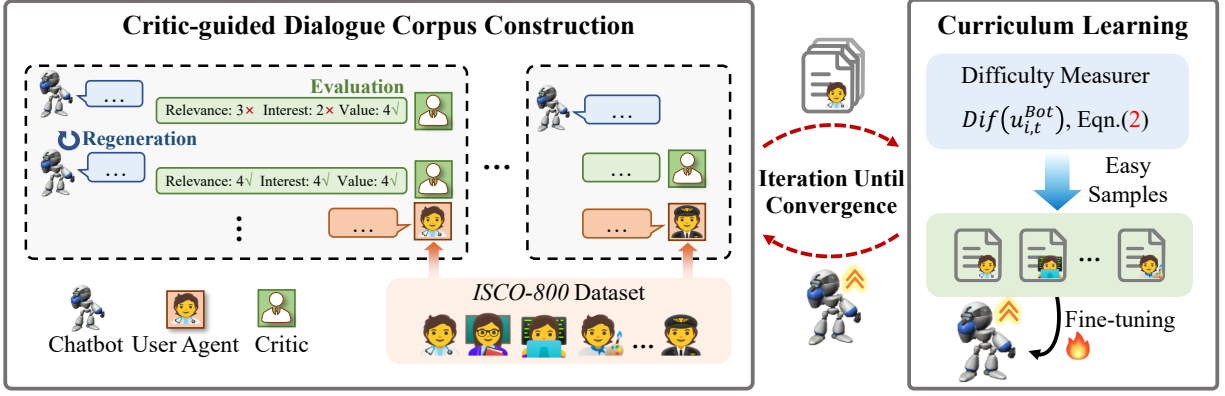 Critic-guided Dialogue Corpus Construction
...
Evaluation
Relevance: 3× Interest: 2× Value: 4√
Regeneration
...
Relevance: 4√ Interest: 4√ Value: 4√
...
⋮
...
...
...
...
ISCO-800 Dataset
...
Chatbot
User Agent
Critic
Iteration Until
Convergence
Curriculum Learning
Difficulty Measurer
Dif(u_{i,t}^{Bot}), Eqn.(2)
Easy
Samples
...
Fine-tuning